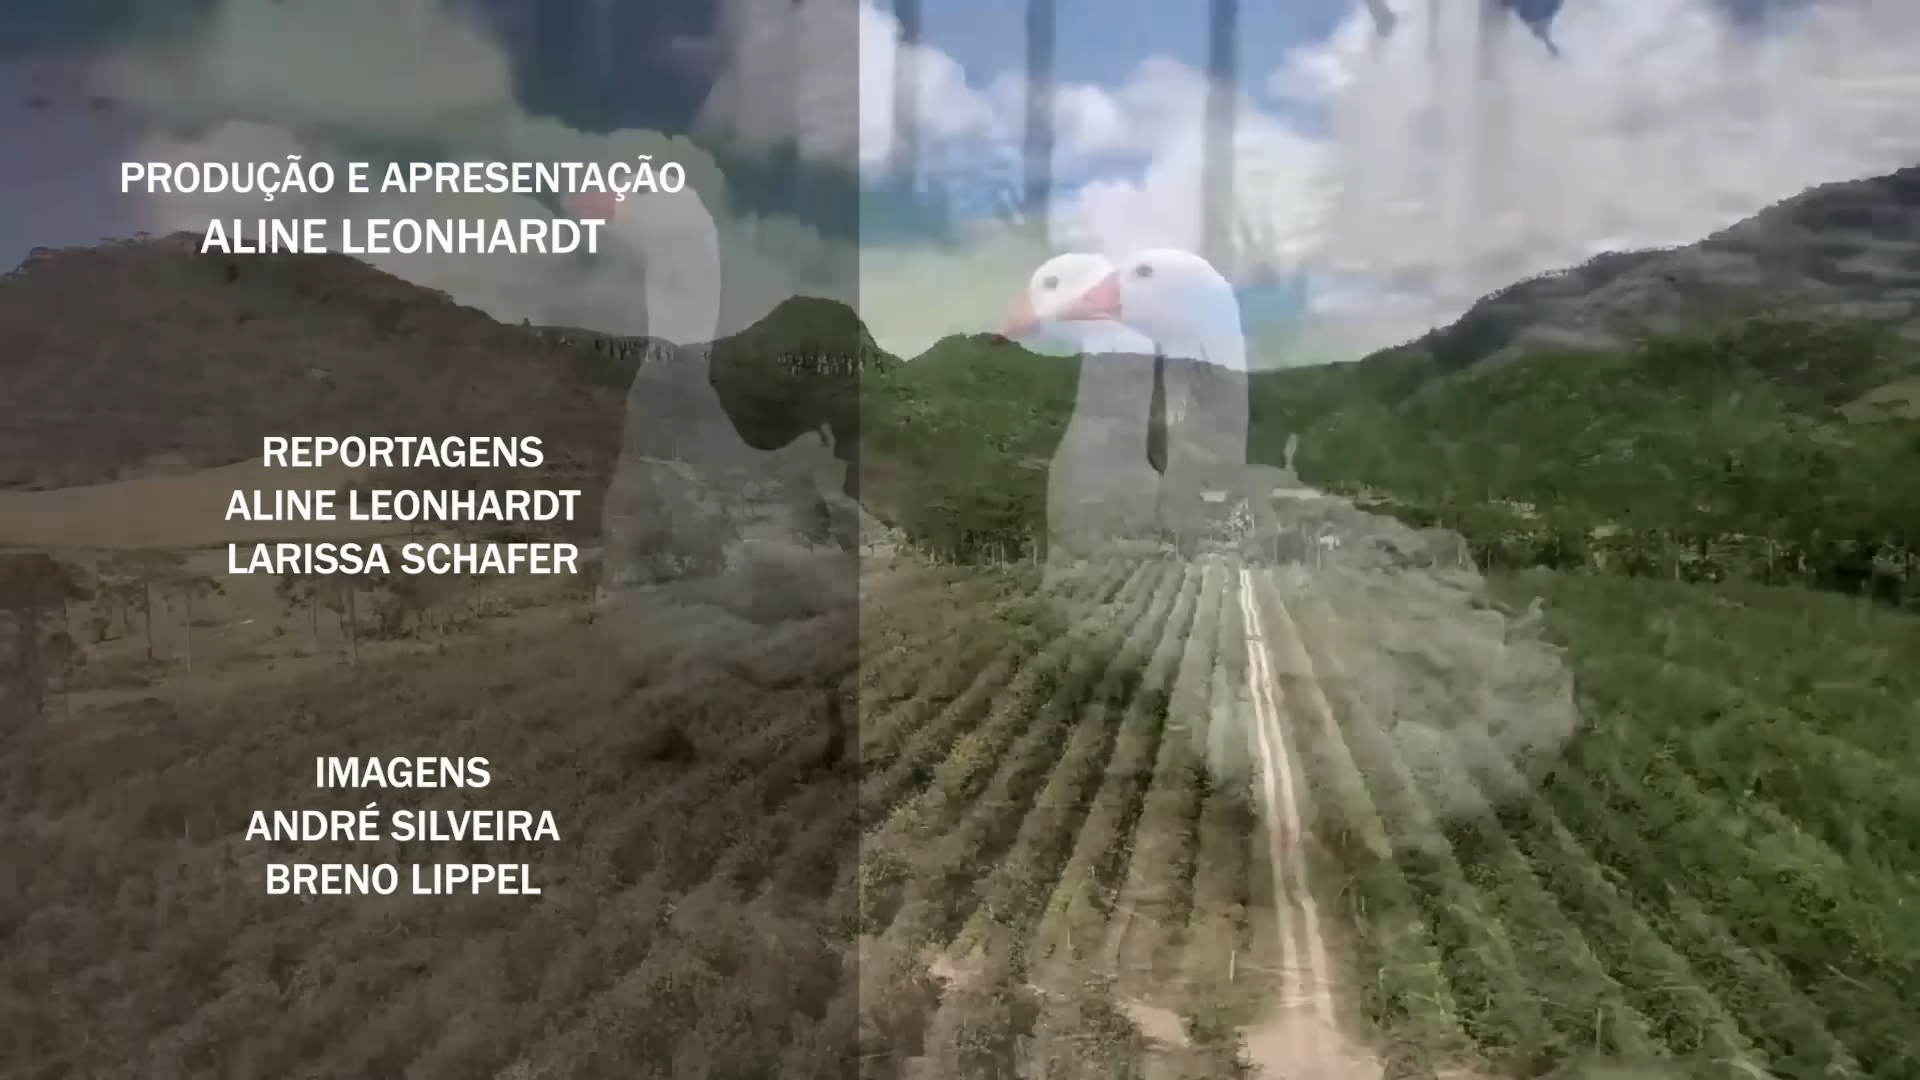 PRODUÇÃO E APRESENTAÇÃO
ALINE LEONHARDT
REPORTAGENS
ALINE LEONHARDT
LARISSA SCHAFER
IMAGENS
ANDRÉ SILVEIRA
BRENO LIPPEL